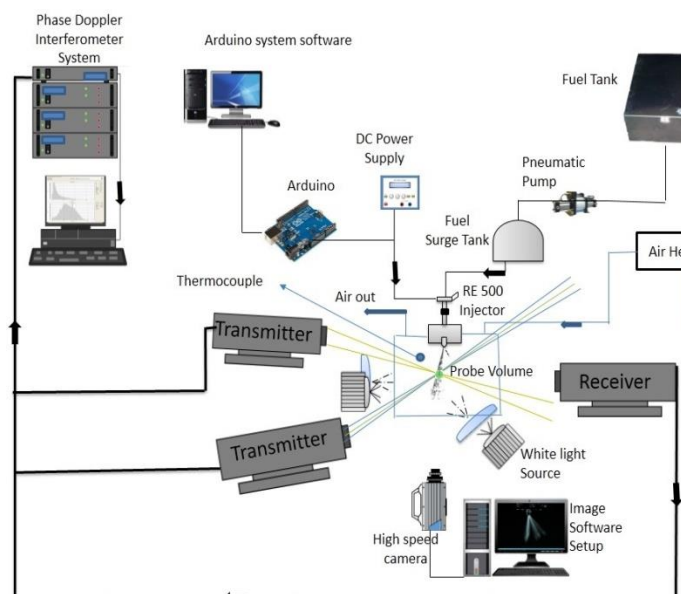 Phase Doppler
Interferometer
System
Arduino system software
Fuel Tank
DC Power
Supply
Pneumatic
Pump
Arduino
Fuel
Surge Tank
Thermocouple
Air out
RE 500
Injector
Air He
Transmitter
Probe Volume
Receiver
Transmitter
White light
Source
High speed
camera
Image
Software
Setup